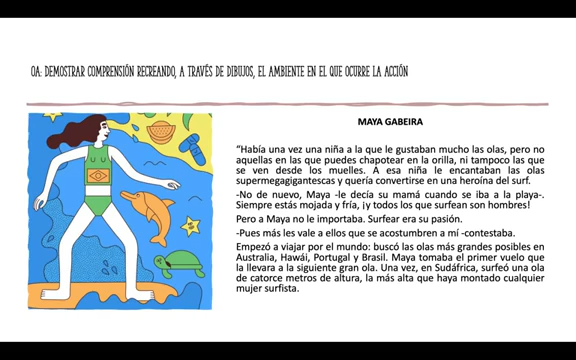 OA: DEMOSTRAR COMPRENSIÓN RECREANDO, A TRAVÉS DE DIBUJOS, EL AMBIENTE EN EL QUE OCURRE LA ACCIÓN
MAYA GABEIRA
"Había una vez una niña a la que le gustaban mucho las olas, pero no
aquellas en las que puedes chapotear en la orilla, ni tampoco las que
se ven desde los muelles. A esa niña le encantaban las olas
supermegagigantescas y quería convertirse en una heroína del surf.
-No de nuevo, Maya -le decía su mamá cuando se iba a la playa-.
Siempre estás mojada y fría, ¡y todos los que surfean son hombres!
Pero a Maya no le importaba. Surfear era su pasión.
-Pues más les vale a ellos que se acostumbren a mí -contestaba.
Empezó a viajar por el mundo: buscó las olas más grandes posibles en
Australia, Hawái, Portugal y Brasil. Maya tomaba el primer vuelo que
la llevara a la siguiente gran ola. Una vez, en Sudáfrica, surfeó una ola
de catorce metros de altura, la más alta que haya montado cualquier
mujer surfista.